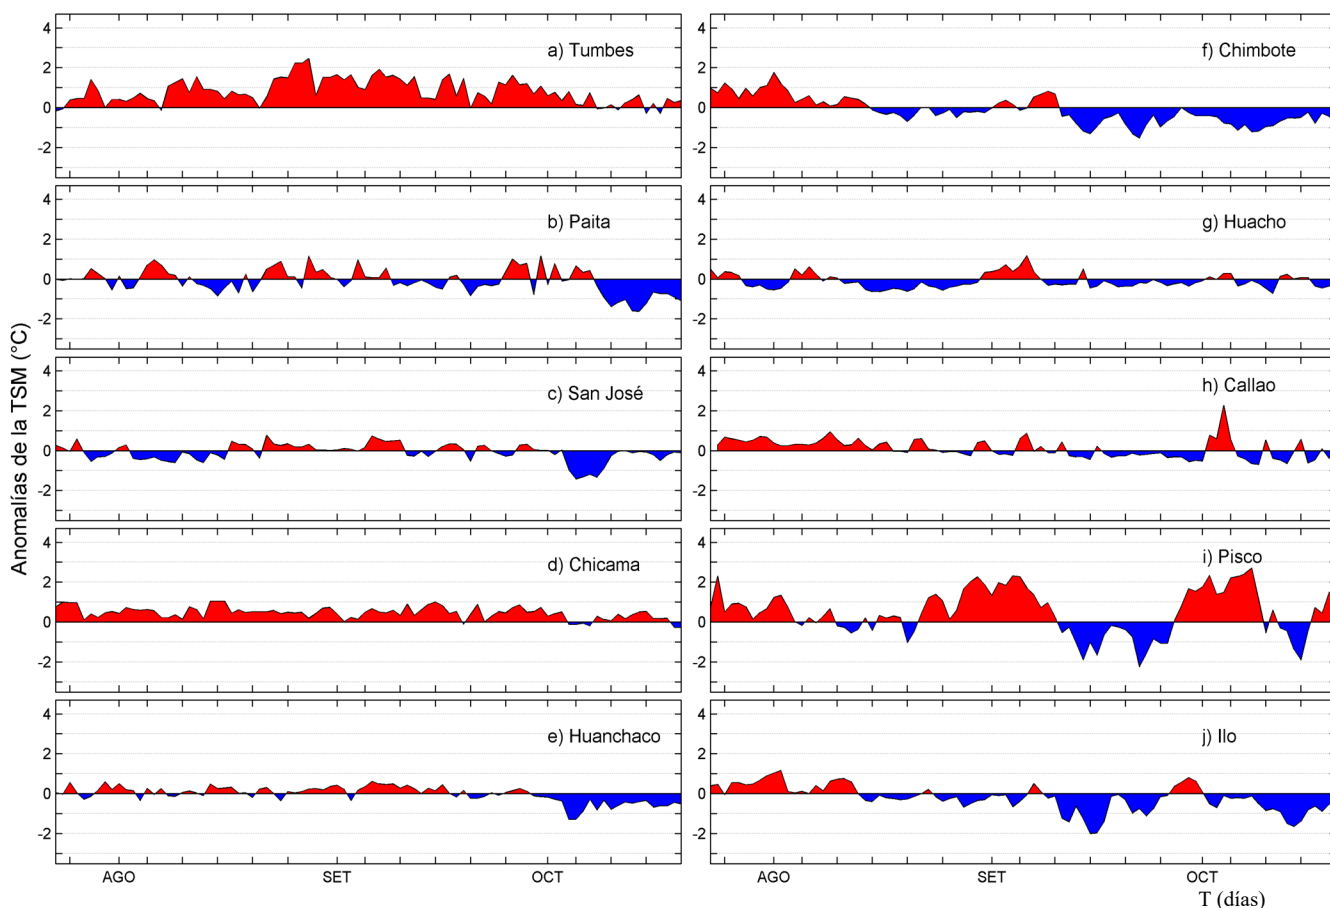 Anomalías de la TSM (°C)
a) Tumbes
4
2
0
-2
b) Paita
4
2
0
-2
c) San José
4
2
0
-2
d) Chicama
4
2
0
-2
e) Huanchaco
4
2
0
-2
AGO SET OCT
f) Chimbote
4
2
0
-2
g) Huacho
4
2
0
-2
h) Callao
4
2
0
-2
i) Pisco
4
2
0
-2
j) Ilo
4
2
0
-2
AGO SET OCT
T (días)